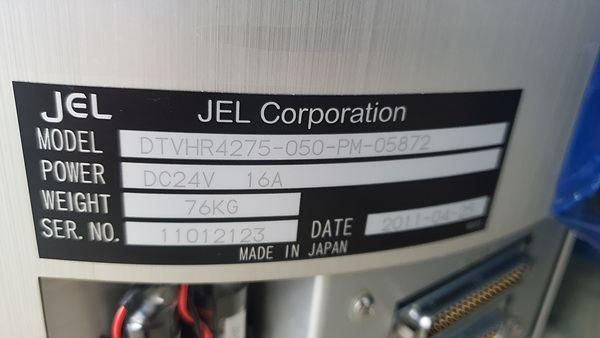 JEL JEL Corporation
MODEL DTVHR4275-050-PM-05872
POWER DC24V 16A
WEIGHT 76KG
SER. NO. 11012123 DATE 2011-04-25
MADE IN JAPAN